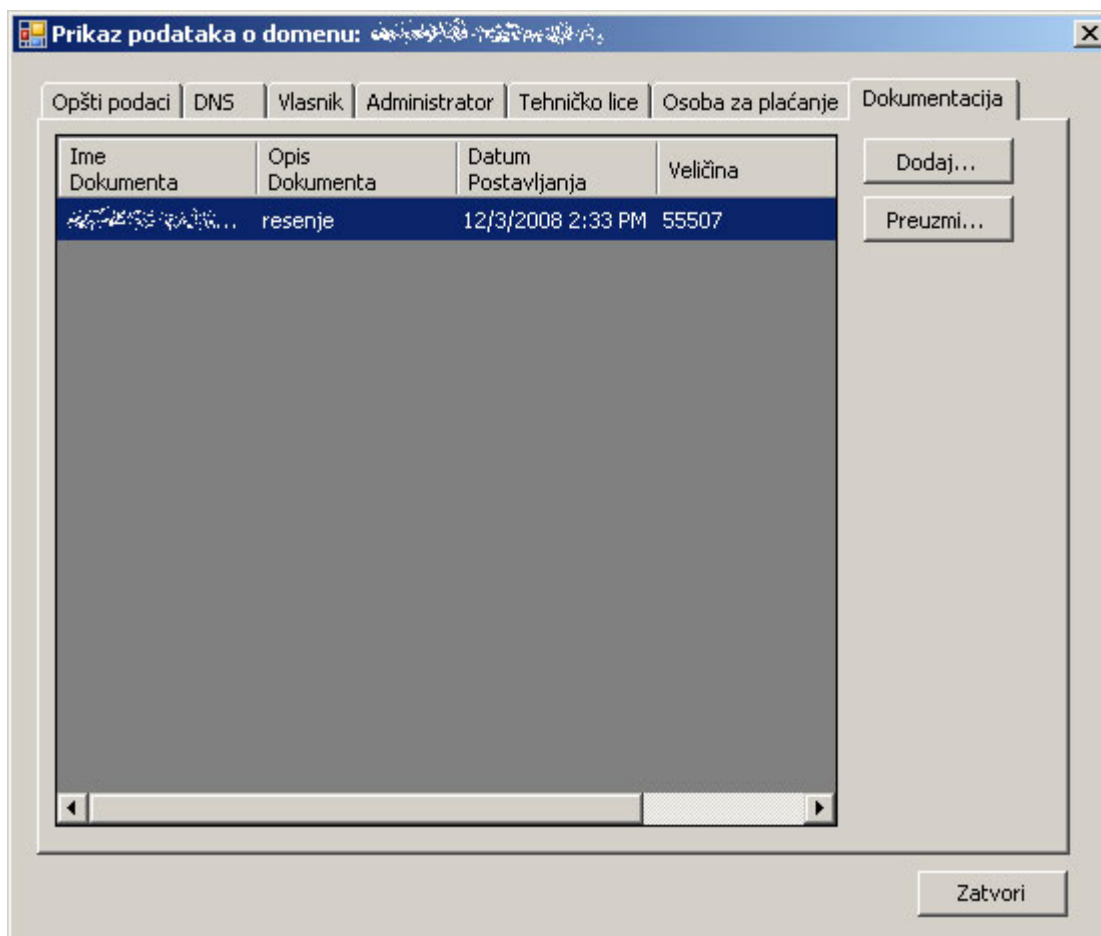 Prikaz podataka o domenu:
Opšti podaci DNS Vlasnik Administrator Tehničko lice Osoba za plaćanje Dokumentacija
Ime Dokumenta Opis Dokumenta Datum Postavljanja Veličina
resenje 12/3/2008 2:33 PM 55507
Dodaj...
Preuzmi...
Zatvori